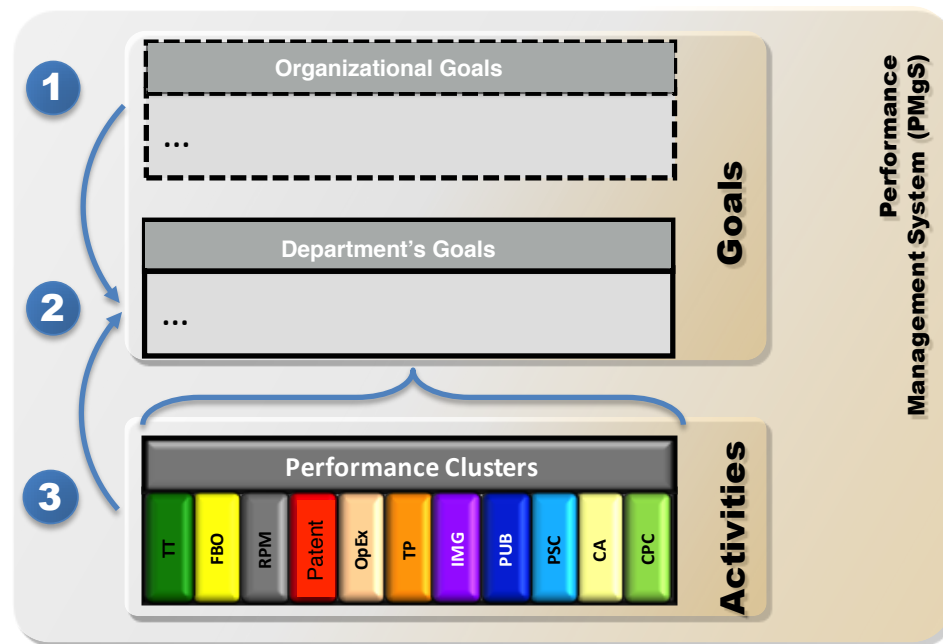 1
Organizational Goals
...
2
Department's Goals
...
Goals
3
Performance Clusters
TT
FBO
RPM
Patent
OpEx
TP
IMG
PUB
PSC
CA
CPC
Activities
Performance
Management System (PMgS)